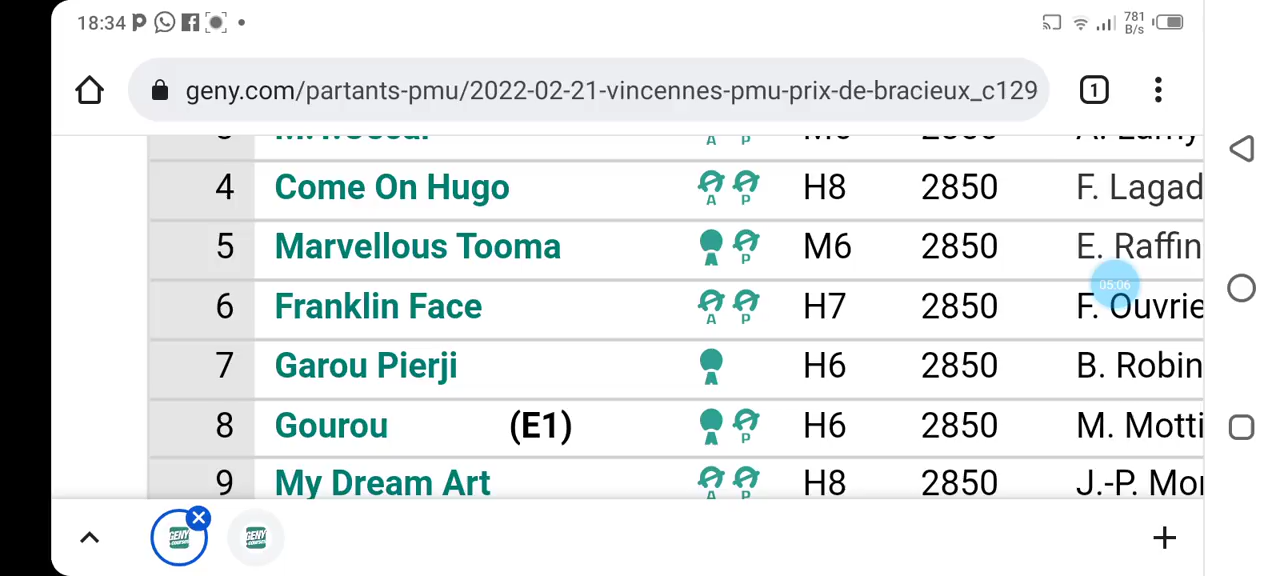 18:34 781 B/s
geny.com/partants-pmu/2022-02-21-vincennes-pmu-prix-de-bracieux_c129 1
A P
4 Come On Hugo A P H8 2850 F. Lagad
5 Marvellous Tooma A P M6 2850 E. Raffin
05:06
6 Franklin Face A P H7 2850 F. Ouvrie
7 Garou Pierji A H6 2850 B. Robin
8 Gourou (E1) A P H6 2850 M. Motti
9 My Dream Art A P H8 2850 J.-P. Mor
GENY GENY